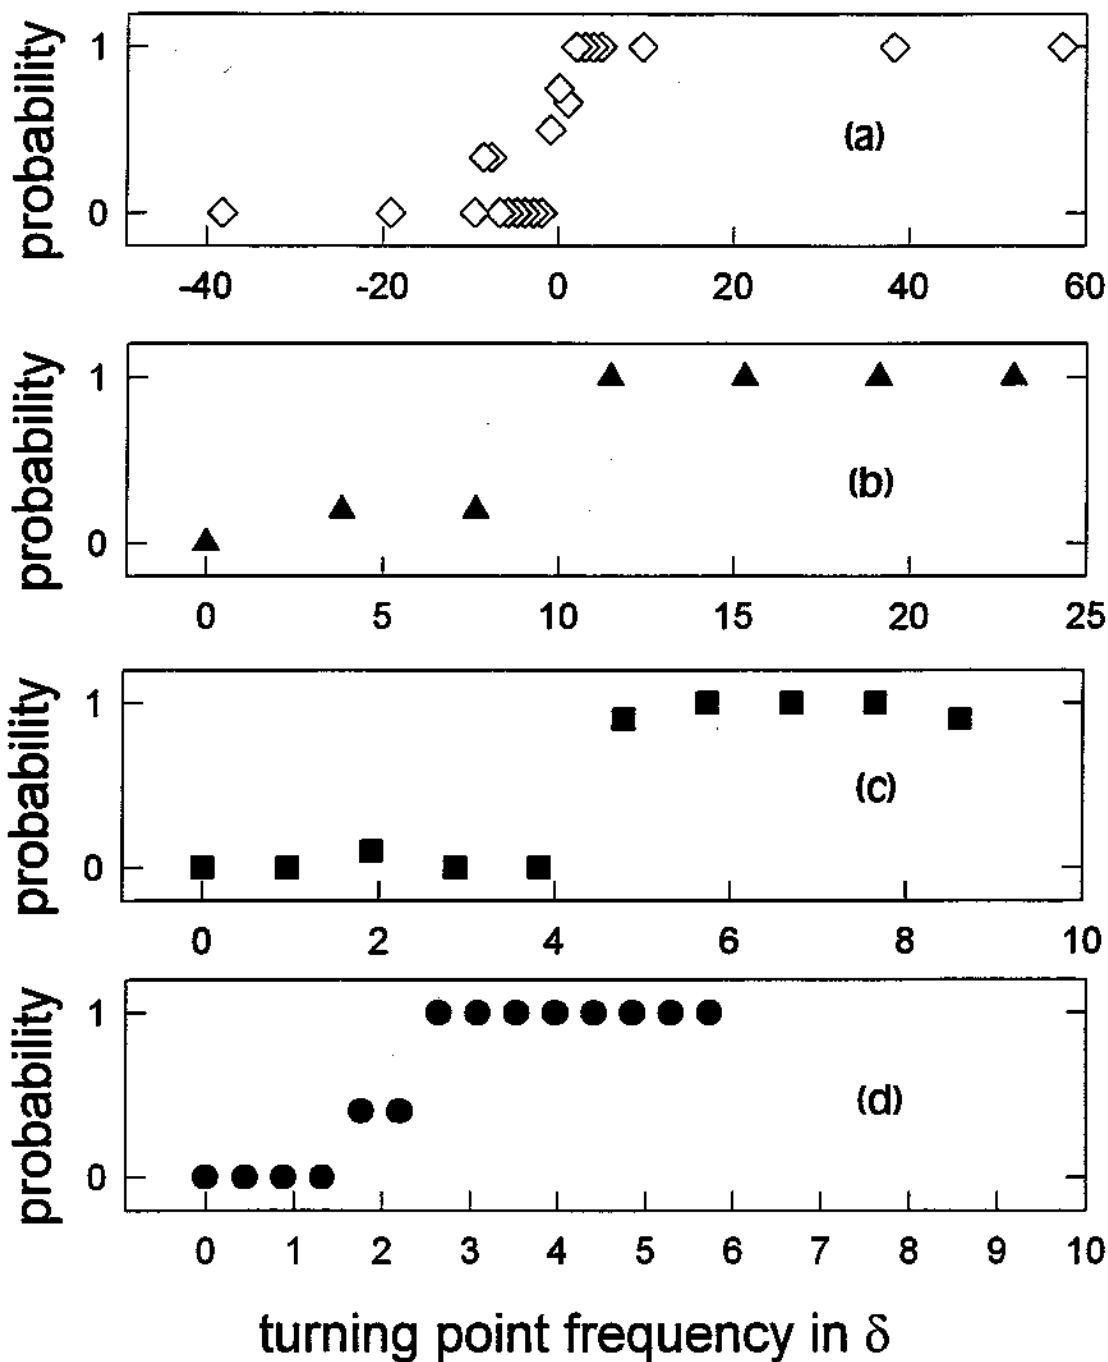 probability
1
0
(a)
-40 -20 0 20 40 60
probability
1
0
(b)
0 5 10 15 20 25
probability
1
0
(c)
0 2 4 6 8 10
probability
1
0
(d)
0 1 2 3 4 5 6 7 8 9 10
turning point frequency in δ